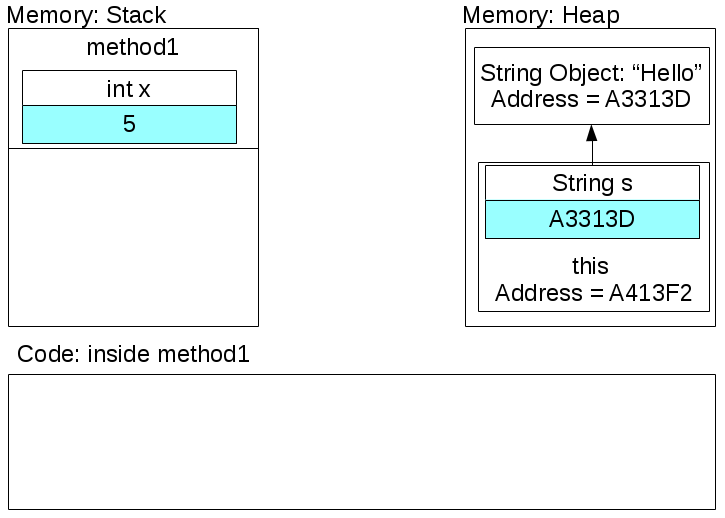 Memory: Stack
method1
int x
5
Memory: Heap
String Object: “Hello”
Address = A3313D
String s
A3313D
this
Address = A413F2
Code: inside method1